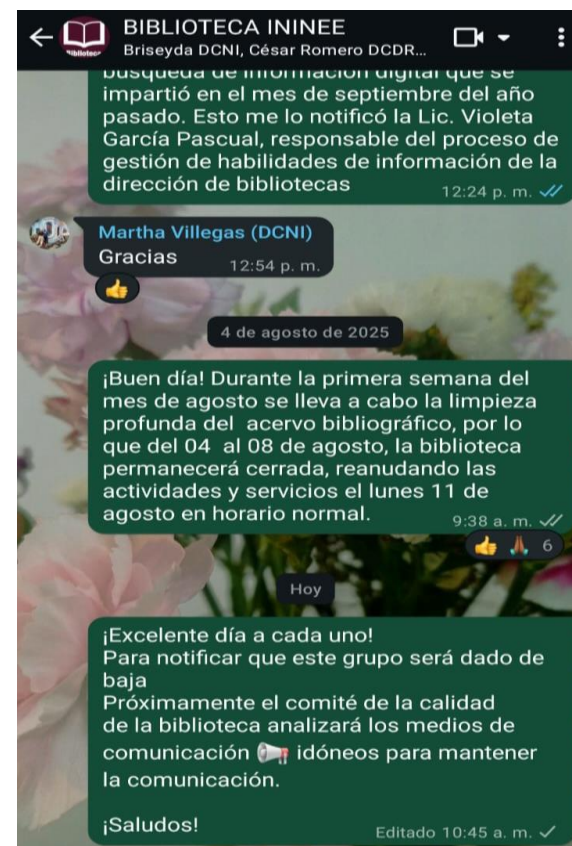 BIBLIOTECA ININEE
Briseyda DCNI, César Romero DCDR...
búsqueda de información digital que se
impartió en el mes de septiembre del año
pasado. Esto me lo notificó la Lic. Violeta
García Pascual, responsable del proceso de
gestión de habilidades de información de la
dirección de bibliotecas
12:24 p. m.
Martha Villegas (DCNI)
Gracias
12:54 p. m.
4 de agosto de 2025
¡Buen día! Durante la primera semana del
mes de agosto se lleva a cabo la limpieza
profunda del acervo bibliográfico, por lo
que del 04 al 08 de agosto, la biblioteca
permanecerá cerrada, reanudando las
actividades y servicios el lunes 11 de
agosto en horario normal.
9:38 a. m.
6
Hoy
¡Excelente día a cada uno!
Para notificar que este grupo será dado de
baja
Próximamente el comité de la calidad
de la biblioteca analizará los medios de
comunicación 📢 idóneos para mantener
la comunicación.
¡Saludos!
Editado 10:45 a. m.